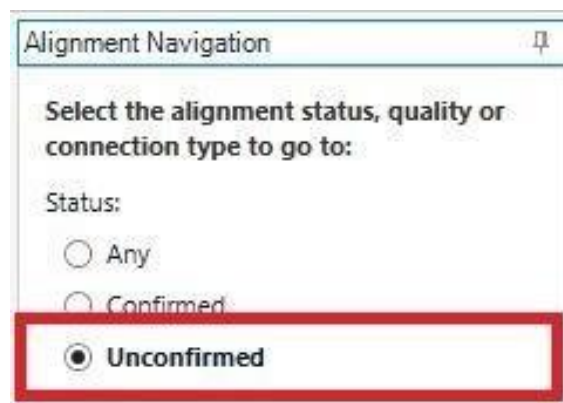 Alignment Navigation
Select the alignment status, quality or
connection type to go to:
Status:
Any
Confirmed
Unconfirmed